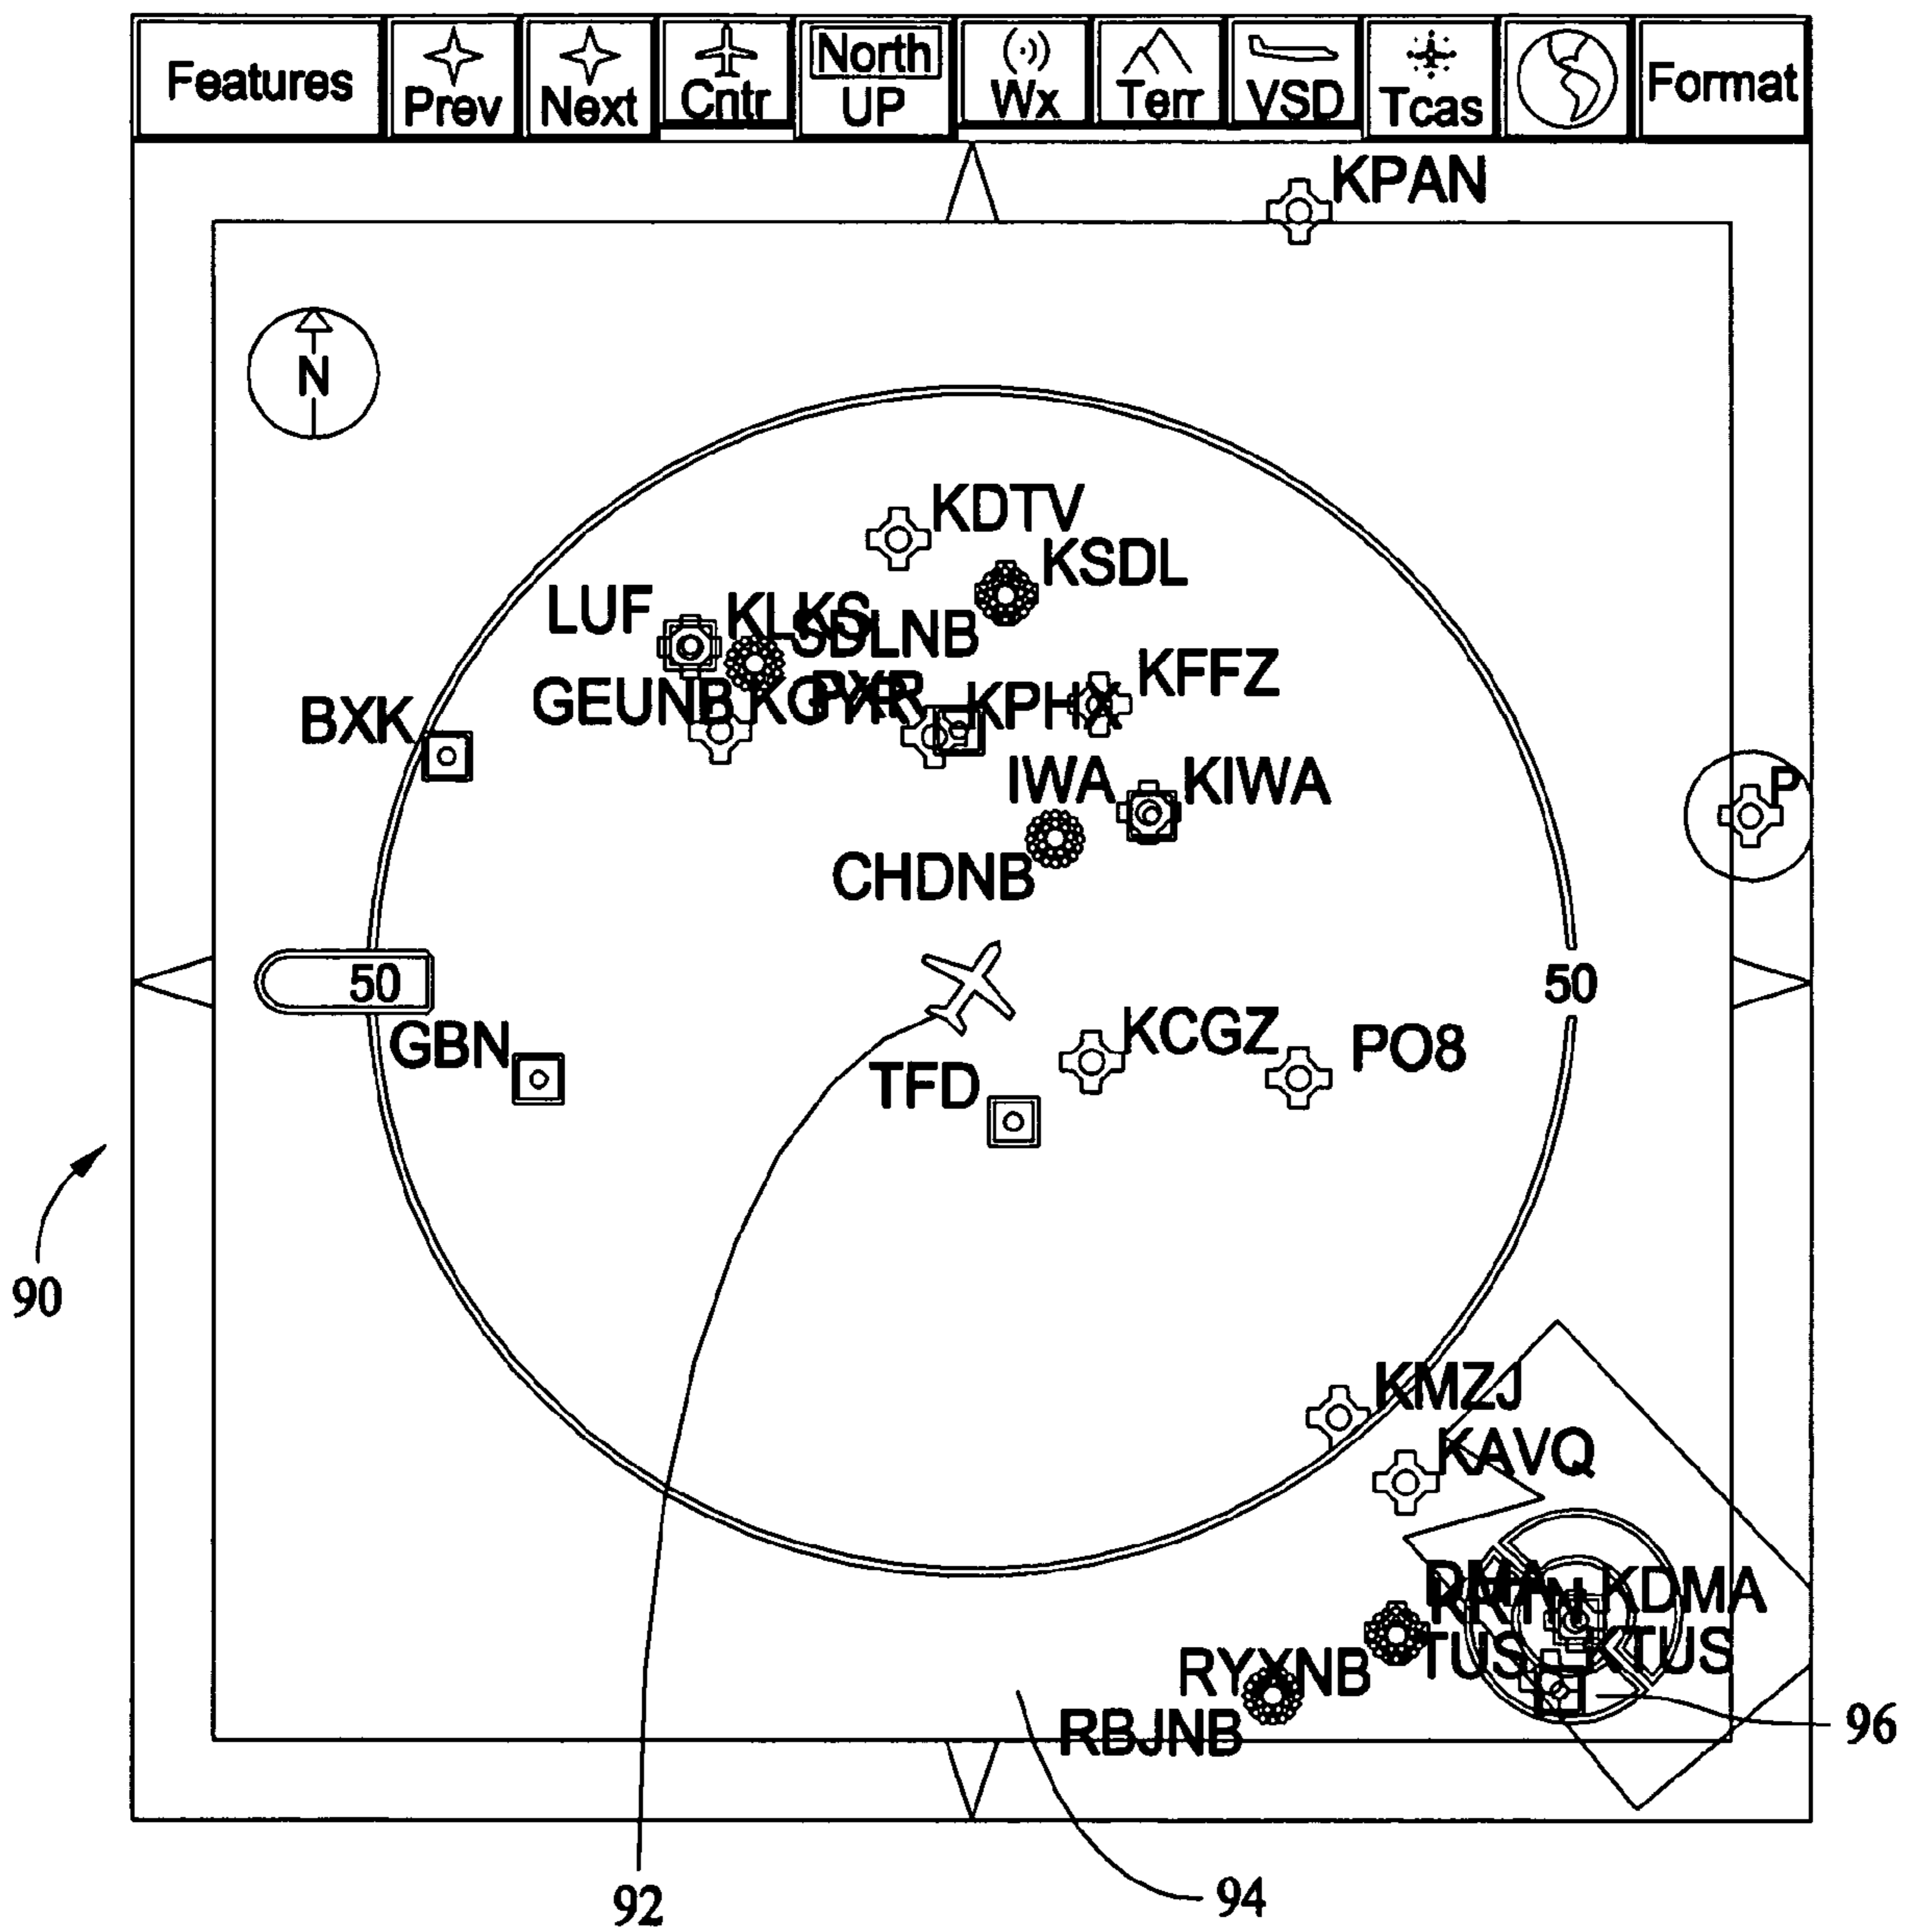 Features Prev Next Cntr North UP Wx Terr VSD Tcas Format
KPAN
N
KDTV
KSDL
LUF KLKS
SDLNB
KFFZ
GEUNB PXR KPHX
BXK
IWA KIWA
P
CHDNB
50 50
GBN KCGZ PO8
TFD
90
KMZJ
KAVQ
DMA KDMA
TUS KTUS
RYXNB
RBJNB
96
92 94